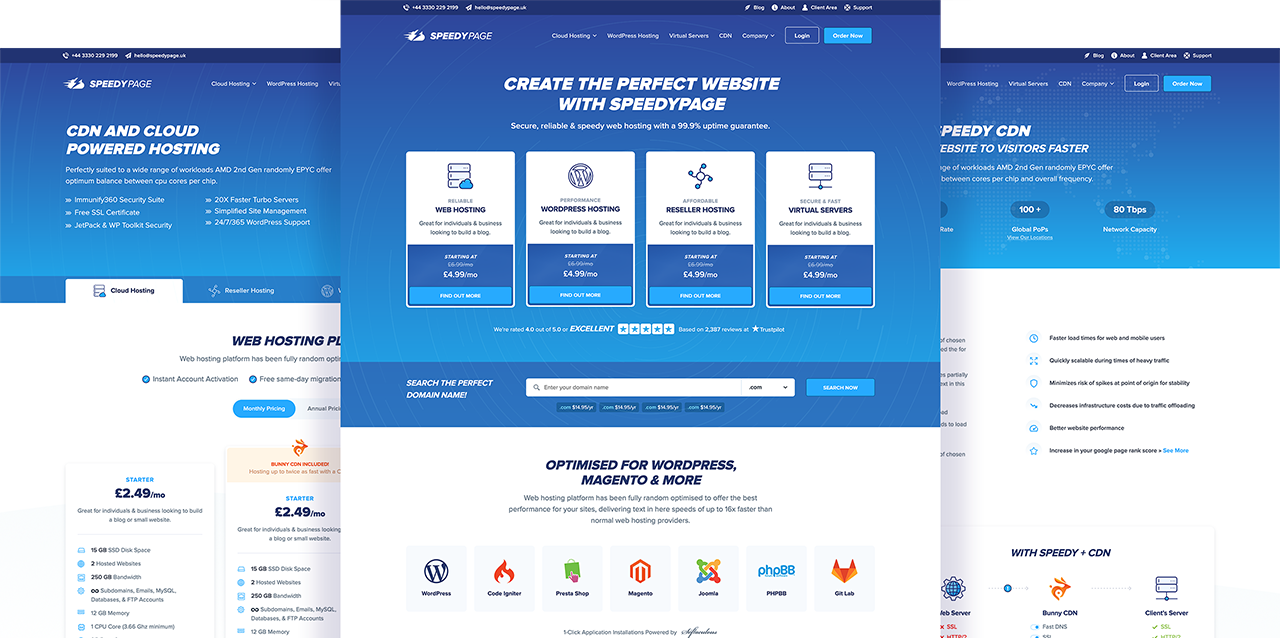 +44 3330 229 2199 hello@speedypage.uk
SPEEDYPAGE
Cloud Hosting WordPress Hosting
CDN AND CLOUD
POWERED HOSTING
Perfectly suited to a wide range of workloads AMD 2nd Gen randomly EPYC offer
optimum balance between cpu cores per chip.
Immunify360 Security Suite
Free SSL Certificate
JetPack & WP Toolkit Security
20X Faster Turbo Servers
Simplified Site Management
24/7/365 WordPress Support
Cloud Hosting
Reseller Hosting
WEB HOSTING
Web hosting platform has been fully random
Instant Account Activation Free same-day migration
Monthly Pricing Annual
STARTER
£2.49/mo
Great for individuals & business looking to build
a blog or small website.
15 GB SSD Disk Space
2 Hosted Websites
250 GB Bandwidth
∞ Subdomains, Emails, MySQL,
Databases, & FTP Accounts
12 GB Memory
1 CPU Core (3.66 Ghz minimum)
BUNNY CDN INCLUDED!
Hosting up to twice as fast with a C
STARTER
£2.49/mo
Great for individuals & business looking
a blog or small website.
15 GB SSD Disk Space
2 Hosted Websites
250 GB Bandwidth
∞ Subdomains, Emails, MySQL,
Databases, & FTP Accounts
12 GB Memory
+44 3330 229 2199 hello@speedypage.uk
Blog About Client Area Support
SPEEDYPAGE
Cloud Hosting WordPress Hosting Virtual Servers CDN Company Login Order Now
CREATE THE PERFECT WEBSITE
WITH SPEEDYPAGE
Secure, reliable & speedy web hosting with a 99.9% uptime guarantee.
RELIABLE
WEB HOSTING
Great for individuals & business
looking to build a blog.
STARTING AT
£6.99/mo
£4.99/mo
FIND OUT MORE
PERFORMANCE
WORDPRESS HOSTING
Great for individuals & business
looking to build a blog.
STARTING AT
£6.99/mo
£4.99/mo
FIND OUT MORE
AFFORDABLE
RESELLER HOSTING
Great for individuals & business
looking to build a blog.
STARTING AT
£6.99/mo
£4.99/mo
FIND OUT MORE
SECURE & FAST
VIRTUAL SERVERS
Great for individuals & business
looking to build a blog.
STARTING AT
£6.99/mo
£4.99/mo
FIND OUT MORE
We're rated 4.0 out of 5.0 or EXCELLENT Based on 2,387 reviews at Trustpilot
SEARCH THE PERFECT
DOMAIN NAME!
Enter your domain name .com SEARCH NOW
.com $14.95/yr .com $14.95/yr .com $14.95/yr .com $14.95/yr
OPTIMISED FOR WORDPRESS,
MAGENTO & MORE
Web hosting platform has been fully random optimised to offer the best
performance for your sites, delivering text in here speeds of up to 16x faster than
normal web hosting providers.
WordPress
Code Igniter
Presta Shop
Magento
Joomla
phpBB
PHPBB
Git Lab
1-Click Application Installations Powered by Softaculous
Blog About Client Area Support
WordPress Hosting Virtual Servers CDN Company Login Order Now
PEEDY CDN
EBSITE TO VISITORS FASTER
nge of workloads AMD 2nd Gen randomly EPYC offer
between cores per chip and overall frequency.
Rate
100 +
Global PoPs
View Our Locations
80 Tbps
Network Capacity
of chosen
ed the for
s partially
ext in this
ad
ds to load
of chosen
Faster load times for web and mobile users
Quickly scalable during times of heavy traffic
Minimizes risk of spikes at point of origin for stability
Decreases infrastructure costs due to traffic offloading
Better website performance
Increase in your google page rank score > See More
WITH SPEEDY + CDN
Web Server
SSL
HTTP/2
Bunny CDN
Fast DNS
SSL
Client's Server
SSL
HTTP/2